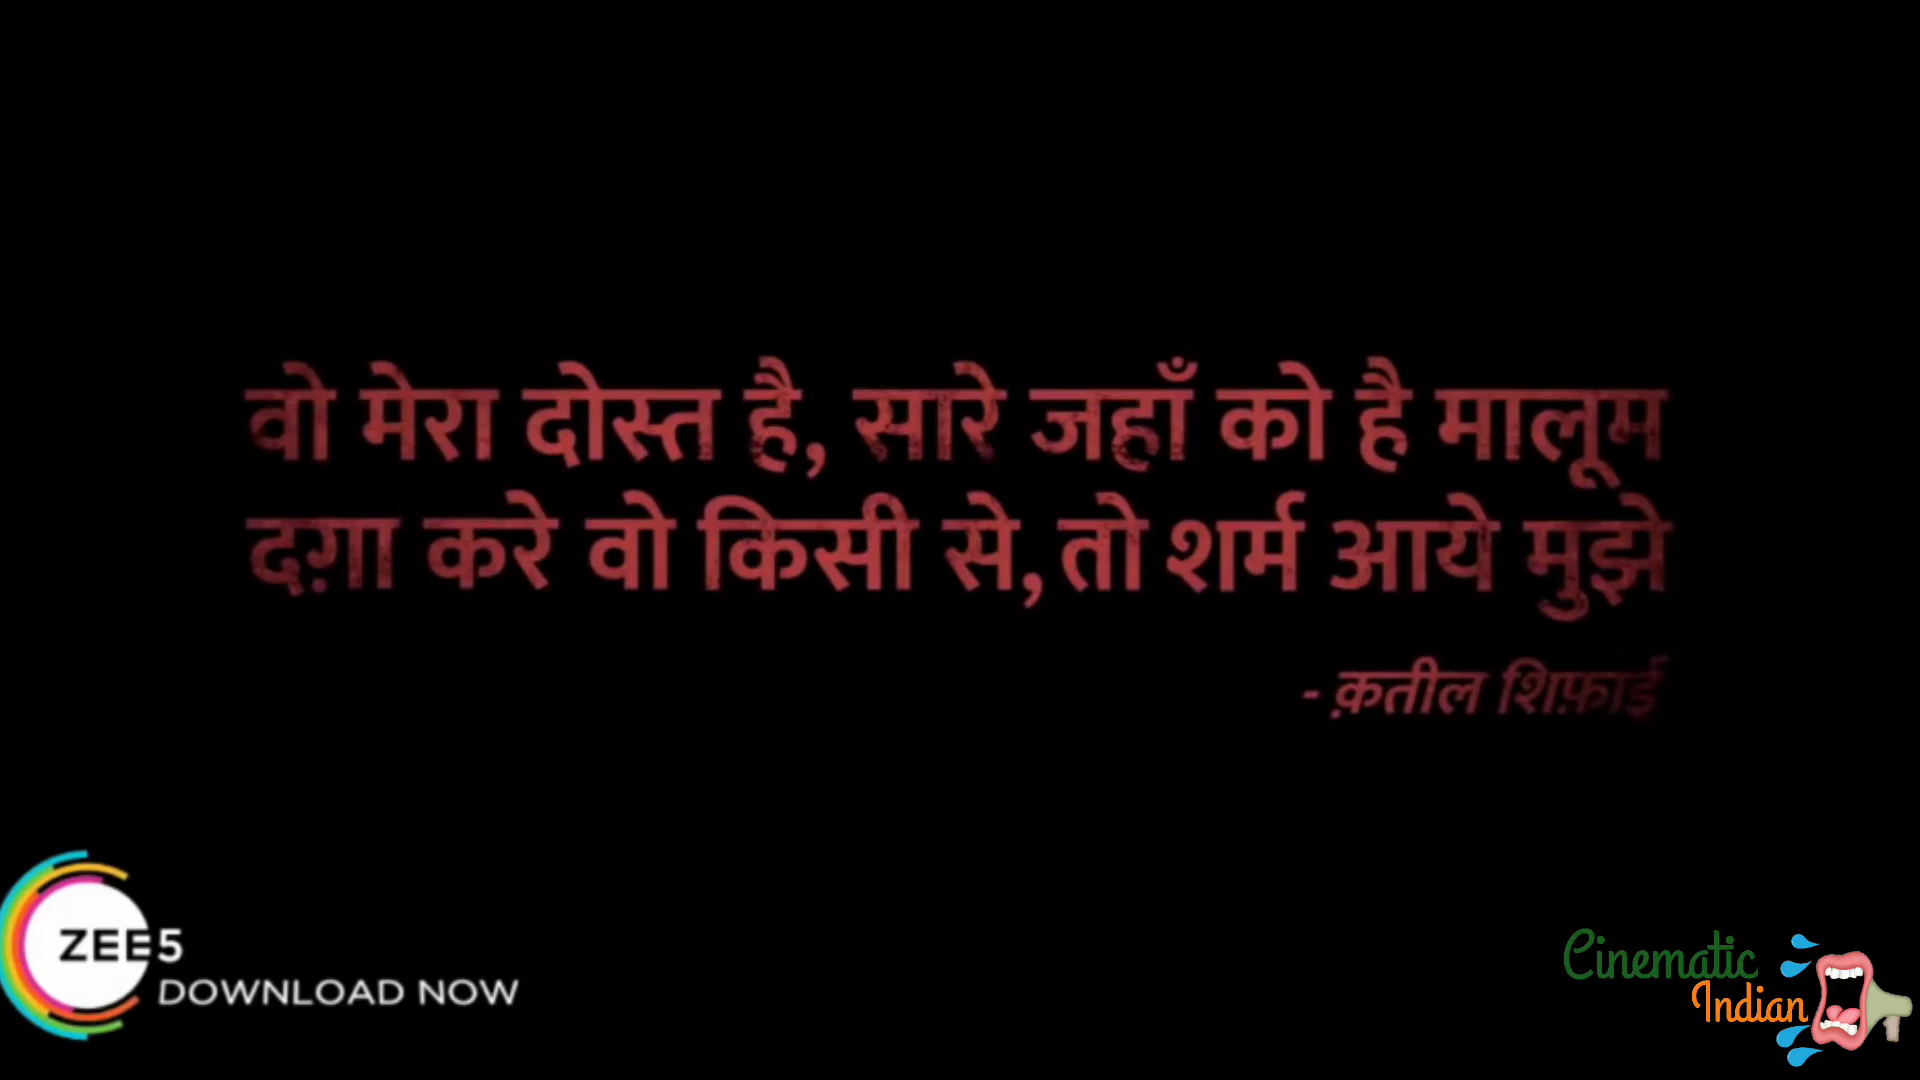 वो मेरा दोस्त है, सारे जहाँ को है मालूम
दग़ा करे वो किसी से, तो शर्म आये मुझे
- क़तील शिफ़ाई
ZEE5
DOWNLOAD NOW
Cinematic
Indian